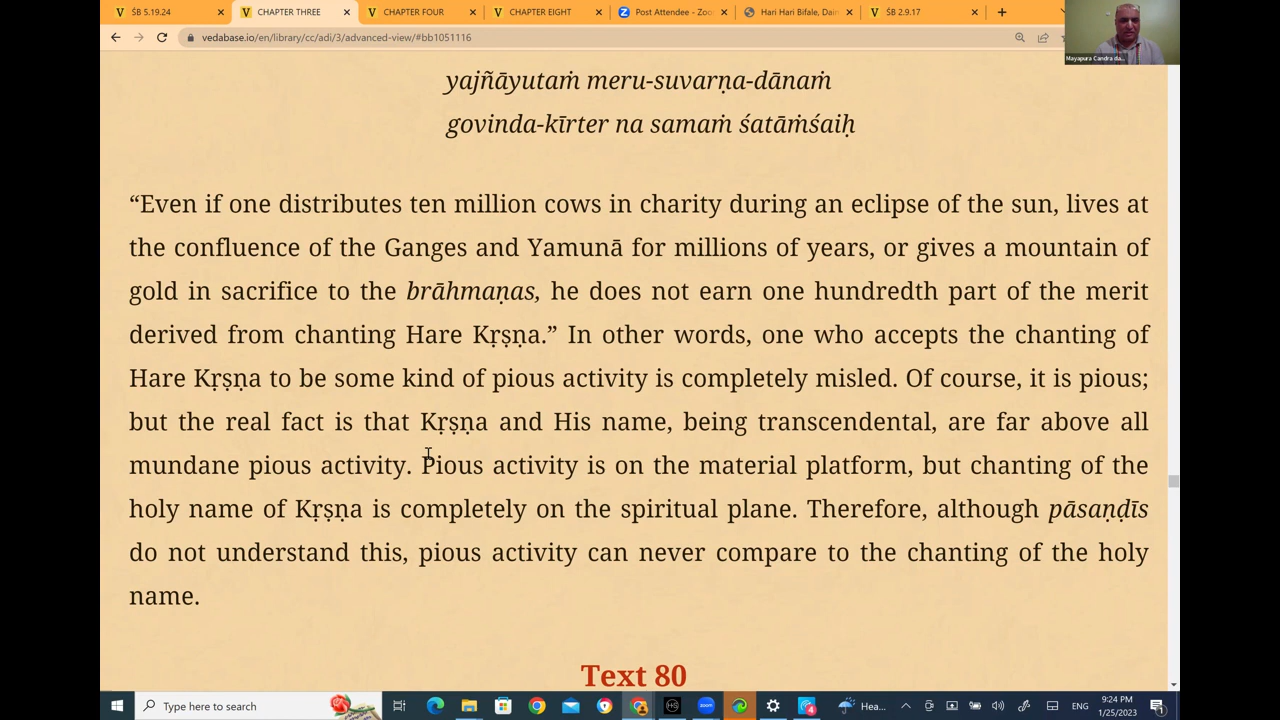 ŚB 5.19.24
CHAPTER THREE
CHAPTER FOUR
CHAPTER EIGHT
Post Attendee - Zoo
Hari Hari Bifale, Dain
ŚB 2.9.17
vedabase.io/en/library/cc/adi/3/advanced-view/#bb1051116
Mayapura Candra da...
yajñāyutaṁ meru-suvarṇa-dānaṁ
govinda-kīrter na samaṁ śatāṁśaiḥ
“Even if one distributes ten million cows in charity during an eclipse of the sun, lives at
the confluence of the Ganges and Yamunā for millions of years, or gives a mountain of
gold in sacrifice to the brāhmaṇas, he does not earn one hundredth part of the merit
derived from chanting Hare Kṛṣṇa.” In other words, one who accepts the chanting of
Hare Kṛṣṇa to be some kind of pious activity is completely misled. Of course, it is pious;
but the real fact is that Kṛṣṇa and His name, being transcendental, are far above all
mundane pious activity. Pious activity is on the material platform, but chanting of the
holy name of Kṛṣṇa is completely on the spiritual plane. Therefore, although pāsaṇḍīs
do not understand this, pious activity can never compare to the chanting of the holy
name.
Text 80
Type here to search
Hea...
ENG
9:24 PM
1/25/2023